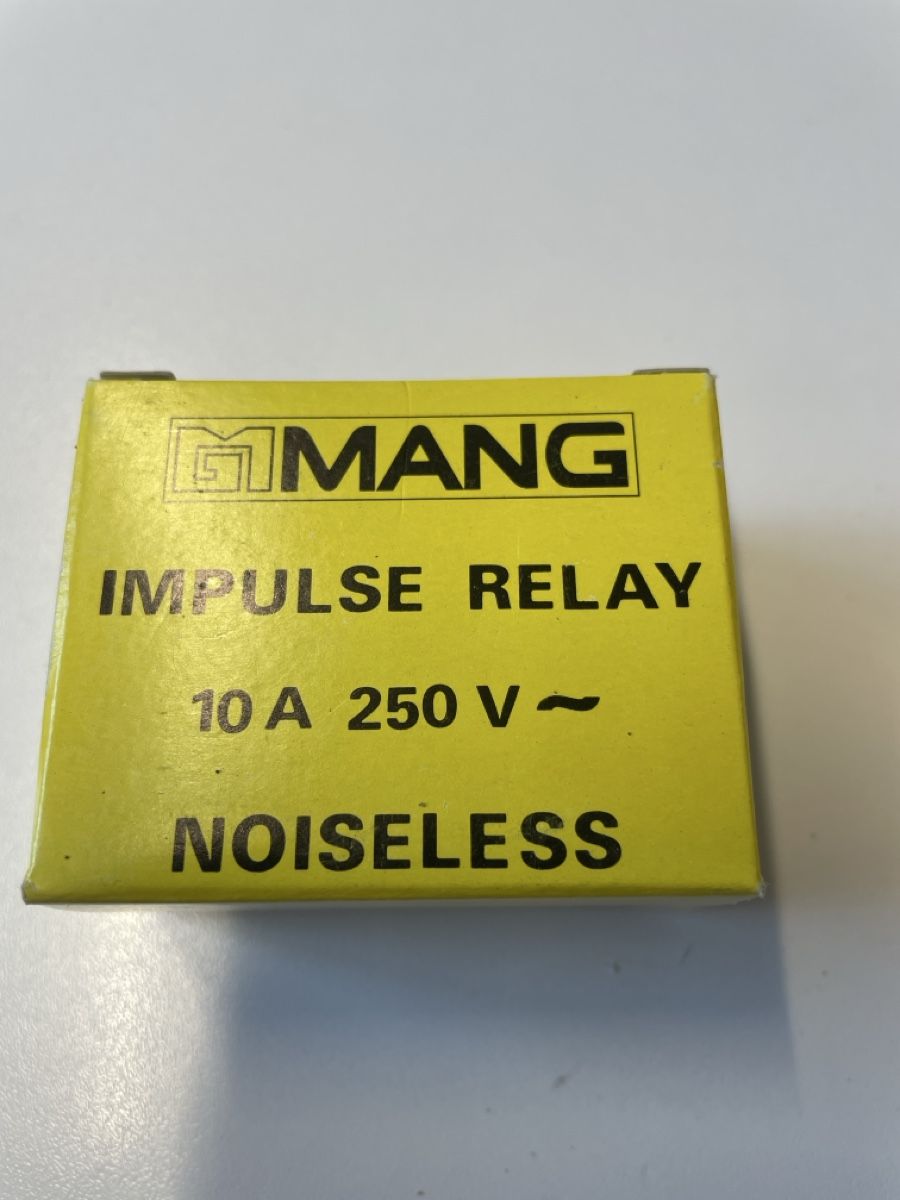 MANG
IMPULSE RELAY
10 A 250 V ~
NOISELESS